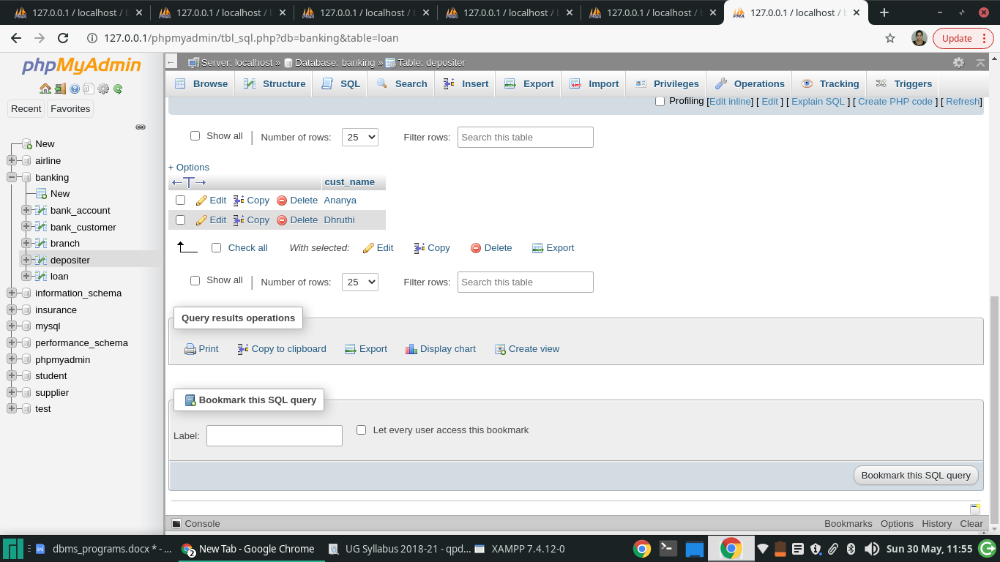 127.0.0.1 / localhost / b 127.0.0.1 / localhost / b 127.0.0.1 / localhost / b 127.0.0.1 / localhost / b 127.0.0.1 / localhost / b 127.0.0.1 / localhost / b
127.0.0.1/phpmyadmin/tbl_sql.php?db=banking&table=loan
Update
phpMyAdmin
Recent Favorites
New
airline
banking
New
bank_account
bank_customer
branch
depositer
loan
information_schema
insurance
mysql
performance_schema
phpmyadmin
student
supplier
test
Server: localhost » Database: banking » Table: depositer
Browse Structure SQL Search Insert Export Import Privileges Operations Tracking Triggers
Profiling [Edit inline] [ Edit ] [ Explain SQL ] [ Create PHP code ] [ Refresh]
Show all | Number of rows: 25 Filter rows: Search this table
+ Options
←T→ cust_name
Edit Copy Delete Ananya
Edit Copy Delete Dhruthi
Check all With selected: Edit Copy Delete Export
Show all | Number of rows: 25 Filter rows: Search this table
Query results operations
Print Copy to clipboard Export Display chart Create view
Bookmark this SQL query
Label: Let every user access this bookmark
Bookmark this SQL query
Console Bookmarks Options History Clear
dbms_programs.docx * - ... 2 New Tab - Google Chrome UG Syllabus 2018-21 - qpd... XAMPP 7.4.12-0 Sun 30 May, 11:55